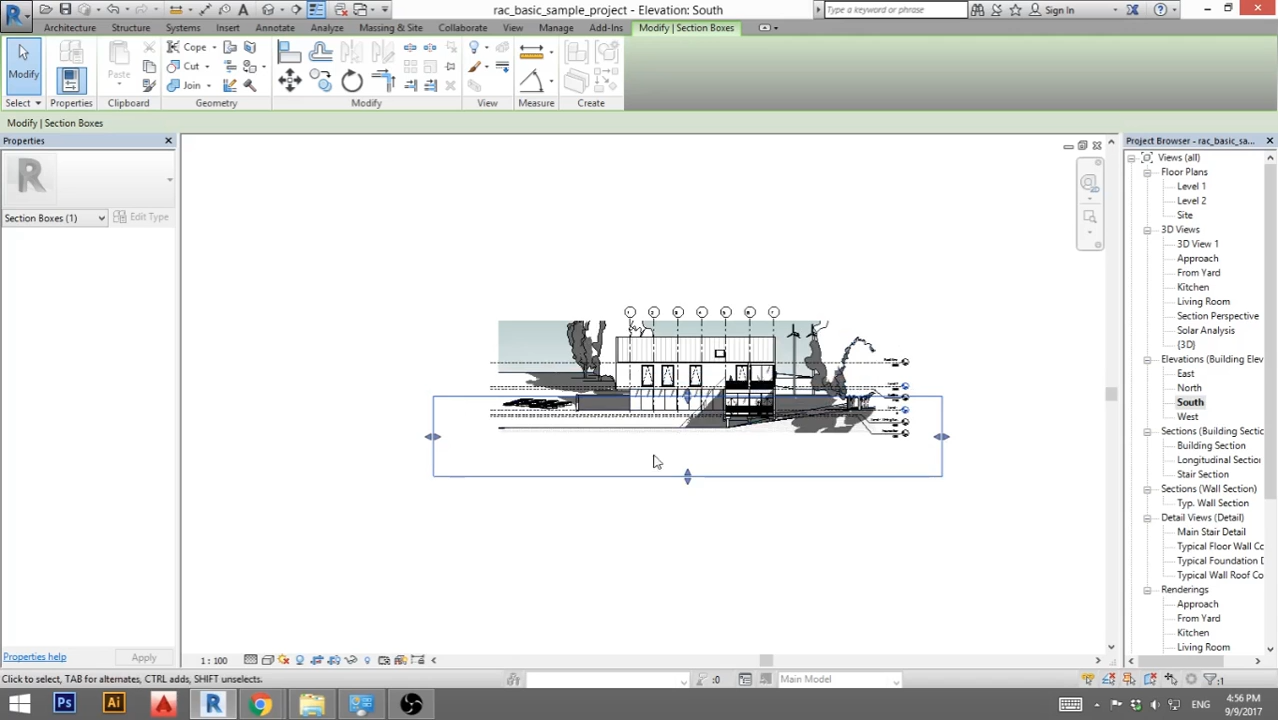 rac_basic_sample_project - Elevation: South
Type a keyword or phrase
Sign In
Architecture Structure Systems Insert Annotate Analyze Massing & Site Collaborate View Manage Add-Ins Modify | Section Boxes
Modify
Paste
Cope
Cut
Join
Select Properties Clipboard Geometry Modify View Measure Create
Modify | Section Boxes
Properties
Section Boxes (1)
Edit Type
Properties help
Apply
Project Browser - rac_basic_sa...
Views (all)
Floor Plans
Level 1
Level 2
Site
3D Views
3D View 1
Approach
From Yard
Kitchen
Living Room
Section Perspective
Solar Analysis
{3D}
Elevations (Building Elev
East
North
South
West
Sections (Building Sectio
Building Section
Longitudinal Sectio
Stair Section
Sections (Wall Section)
Typ. Wall Section
Detail Views (Detail)
Main Stair Detail
Typical Floor Wall Co
Typical Foundation D
Typical Wall Roof Co
Renderings
Approach
From Yard
Kitchen
Living Room
1 : 100
Click to select, TAB for alternates, CTRL adds, SHIFT unselects.
:0
Main Model
:1
Ps
Ai
ENG
4:56 PM
9/9/2017